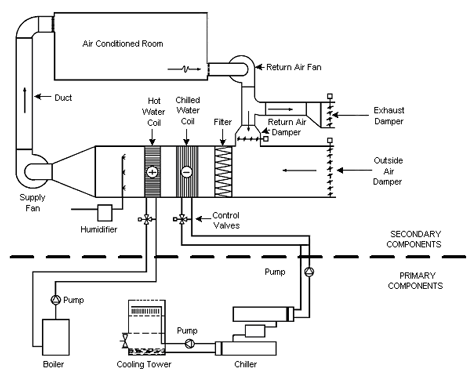 Air Conditioned Room
Return Air Fan
Duct
Hot
Water
Coil
Chilled
Water
Coil
Filter
Return Air
Damper
Exhaust
Damper
Outside
Air
Damper
Supply
Fan
+
−
Humidifier
Control
Valves
SECONDARY
COMPONENTS
Pump
PRIMARY
COMPONENTS
Pump
Pump
Boiler
Cooling Tower
Chiller